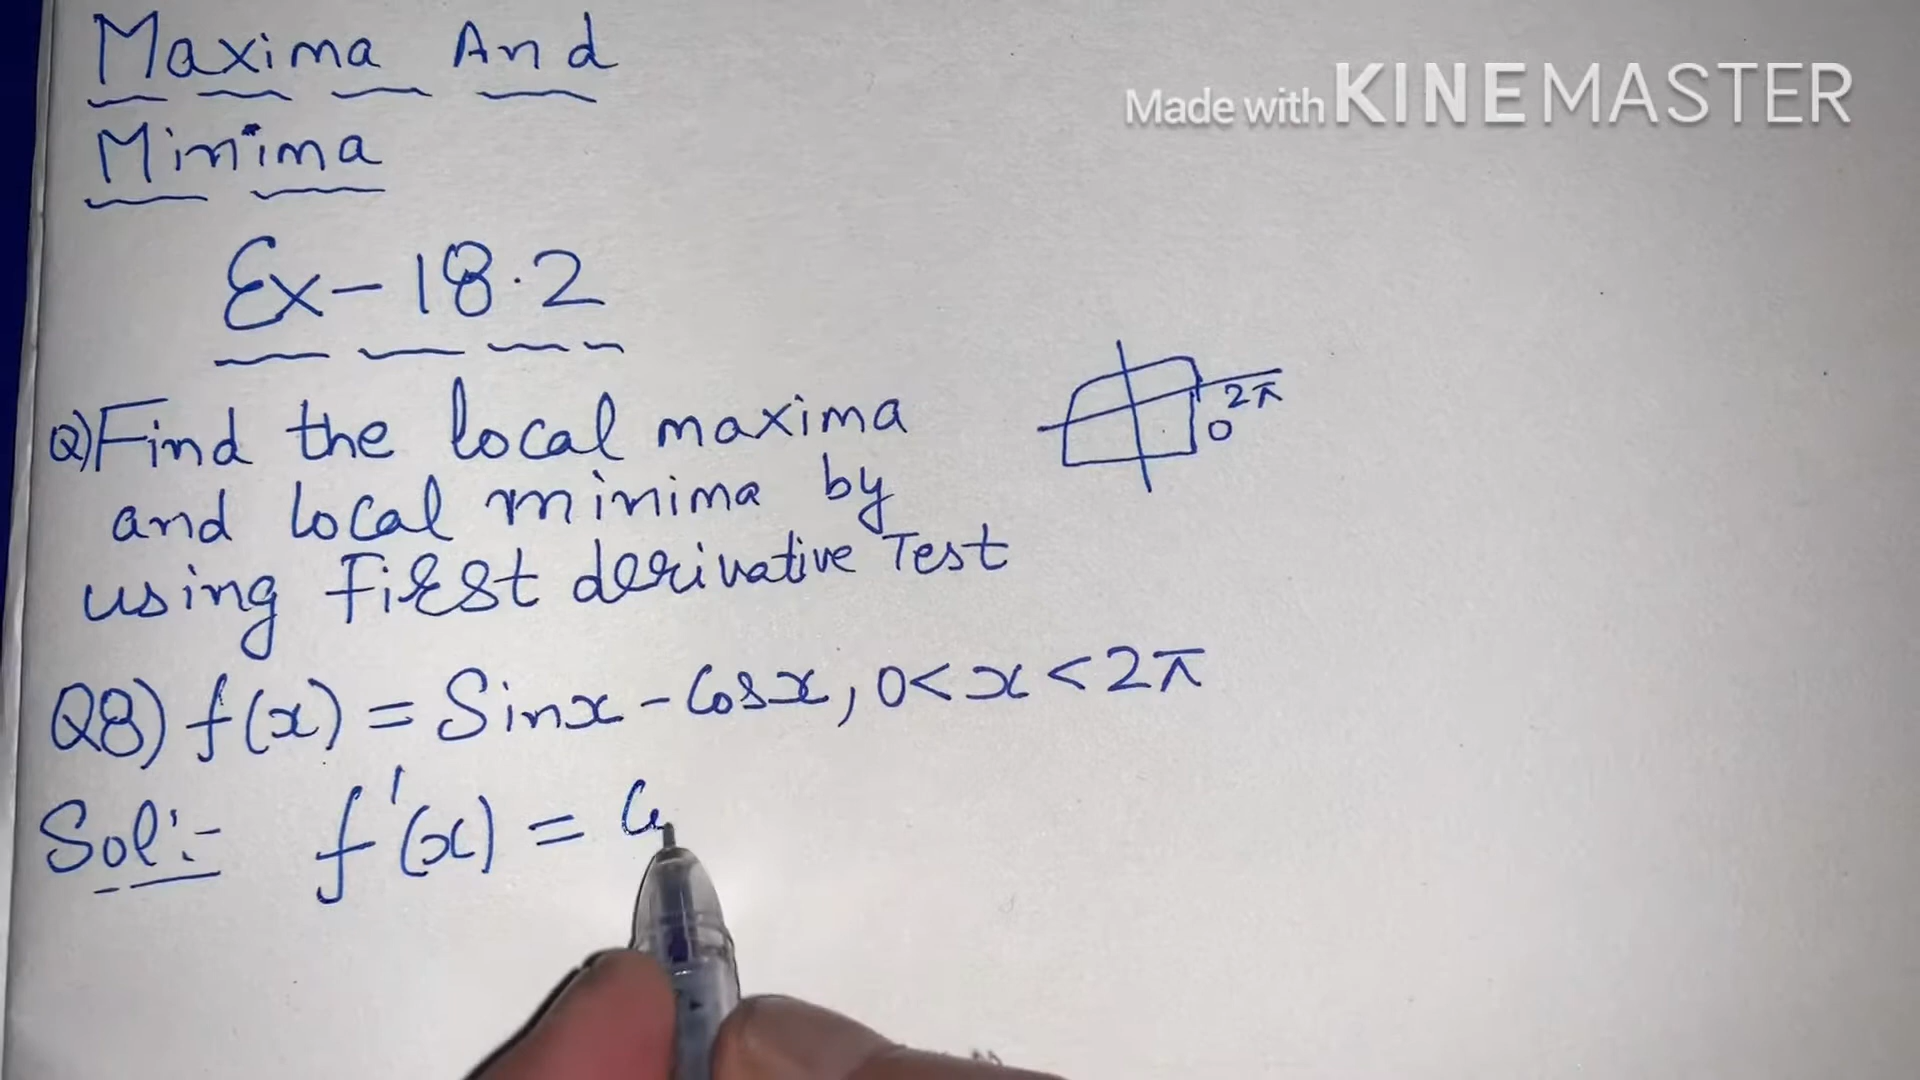 Maxima And
Minima
Made with KINEMASTER
Ex-18.2
Q) Find the local maxima
and local minima by
using First derivative Test
2π
0
Q8) f(x) = Sinx - Cosx, 0 < x < 2π
Sol':- f'(x) =